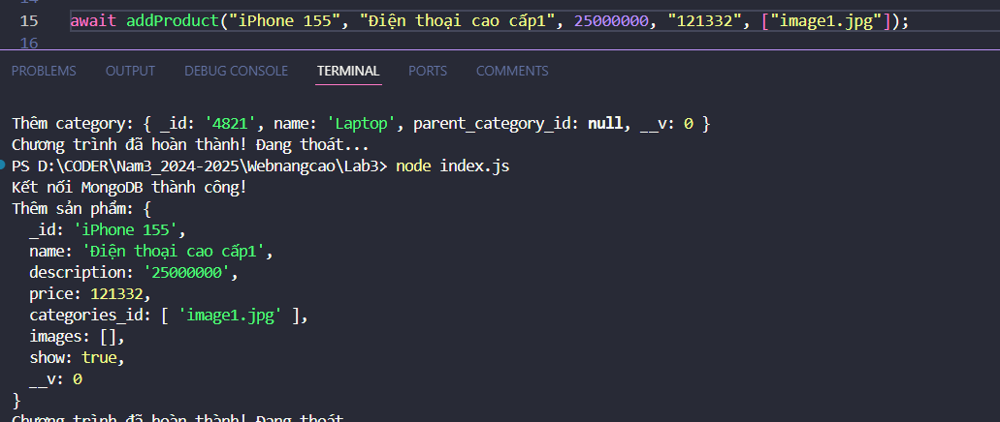 14
15 await addProduct("iPhone 155", "Điện thoại cao cấp1", 25000000, "121332", ["image1.jpg"]);
16
PROBLEMS OUTPUT DEBUG CONSOLE TERMINAL PORTS COMMENTS
Thêm category: { _id: '4821', name: 'Laptop', parent_category_id: null, __v: 0 }
Chương trình đã hoàn thành! Đang thoát...
PS D:\CODER\Nam3_2024-2025\Webnangcao\Lab3> node index.js
Kết nối MongoDB thành công!
Thêm sản phẩm: {
  _id: 'iPhone 155',
  name: 'Điện thoại cao cấp1',
  description: '25000000',
  price: 121332,
  categories_id: [ 'image1.jpg' ],
  images: [],
  show: true,
  __v: 0
}
Chương trình đã hoàn thành! Đang thoát